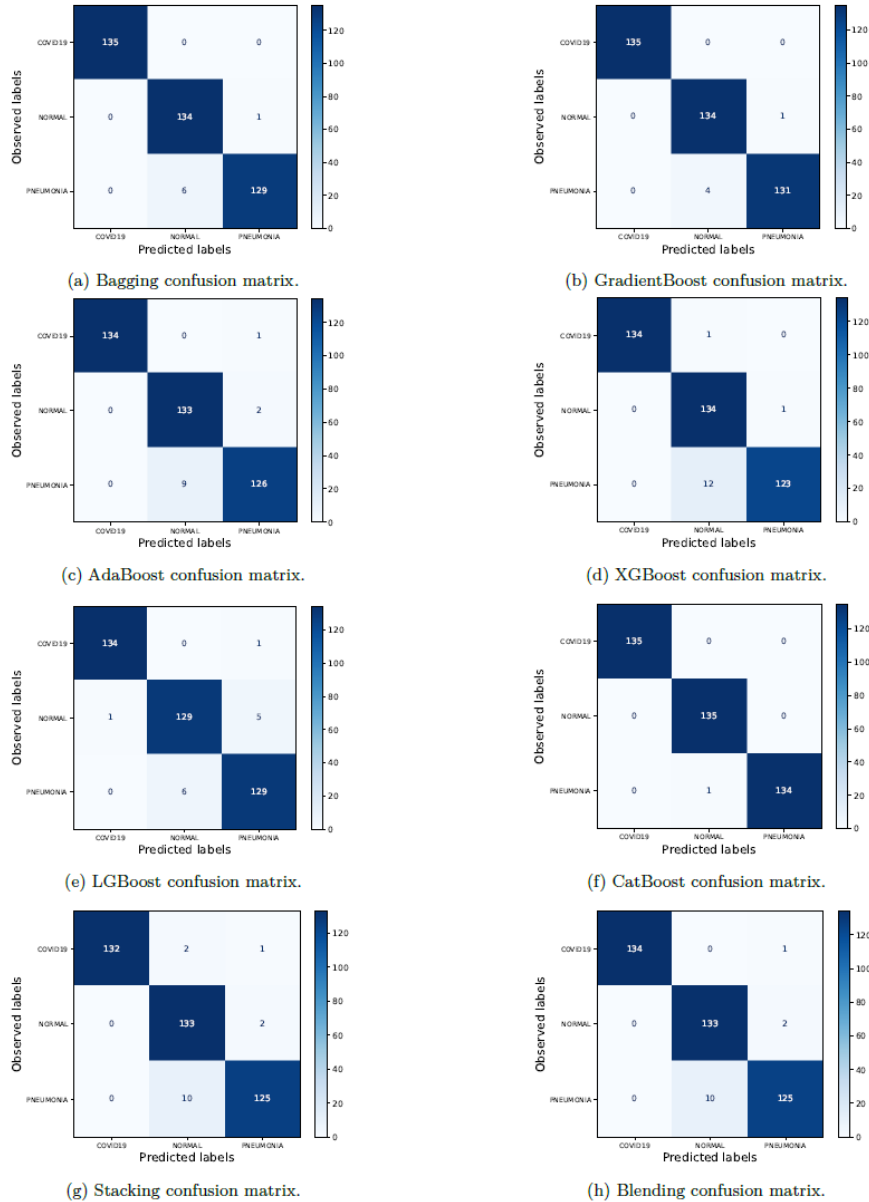 COVID19 135 0 0 120
100
Observed labels
NORMAL 0 134 1 80
60
40
PNEUMONIA 0 6 129 20
0
COVID19 NORMAL PNEUMONIA
Predicted labels
(a) Bagging confusion matrix.
COVID19 135 0 0 120
100
Observed labels
NORMAL 0 134 1 80
60
40
PNEUMONIA 0 4 131 20
0
COVID19 NORMAL PNEUMONIA
Predicted labels
(b) GradientBoost confusion matrix.
COVID19 134 0 1 120
100
Observed labels
NORMAL 0 133 2 80
60
40
PNEUMONIA 0 9 126 20
0
COVID19 NORMAL PNEUMONIA
Predicted labels
(c) AdaBoost confusion matrix.
COVID19 134 1 0 120
100
Observed labels
NORMAL 0 134 1 80
60
40
PNEUMONIA 0 12 123 20
0
COVID19 NORMAL PNEUMONIA
Predicted labels
(d) XGBoost confusion matrix.
COVID19 134 0 1 120
100
Observed labels
NORMAL 1 129 5 80
60
40
PNEUMONIA 0 6 129 20
0
COVID19 NORMAL PNEUMONIA
Predicted labels
(e) LGBoost confusion matrix.
COVID19 135 0 0 120
100
Observed labels
NORMAL 0 135 0 80
60
40
PNEUMONIA 0 1 134 20
0
COVID19 NORMAL PNEUMONIA
Predicted labels
(f) CatBoost confusion matrix.
COVID19 132 2 1 120
100
Observed labels
NORMAL 0 133 2 80
60
40
PNEUMONIA 0 10 125 20
0
COVID19 NORMAL PNEUMONIA
Predicted labels
(g) Stacking confusion matrix.
COVID19 134 0 1 120
100
Observed labels
NORMAL 0 133 2 80
60
40
PNEUMONIA 0 10 125 20
0
COVID19 NORMAL PNEUMONIA
Predicted labels
(h) Blending confusion matrix.